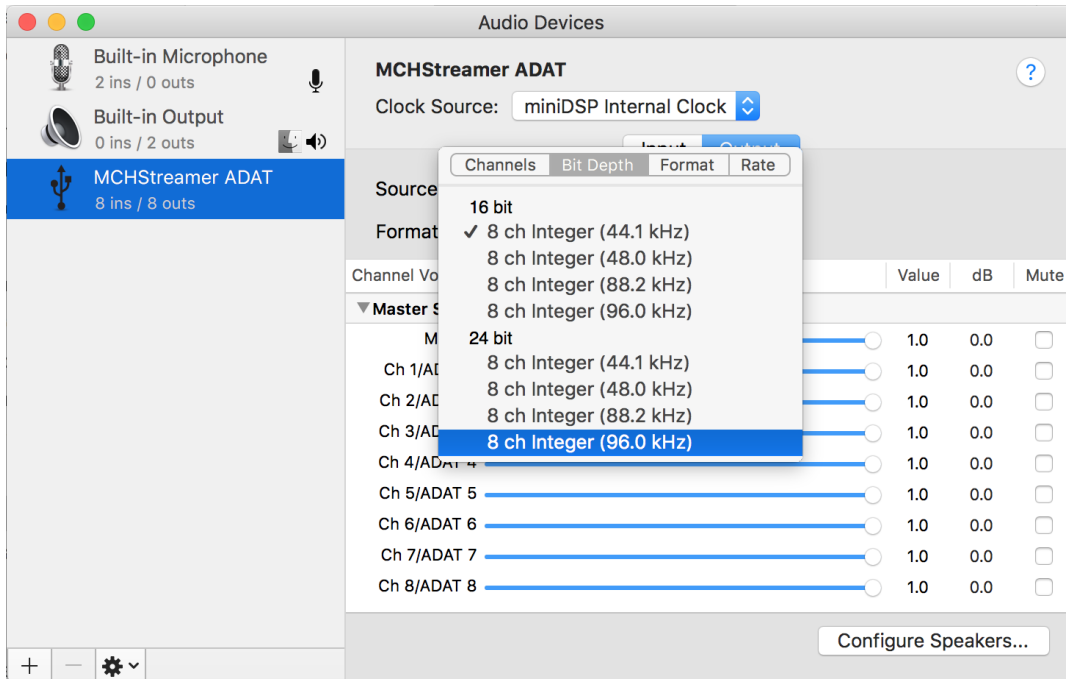 Audio Devices
Built-in Microphone
2 ins / 0 outs
Built-in Output
0 ins / 2 outs
MCHStreamer ADAT
8 ins / 8 outs
MCHStreamer ADAT
?
Clock Source: miniDSP Internal Clock
Input Output
Source
Format
Channels Bit Depth Format Rate
16 bit
✓ 8 ch Integer (44.1 kHz)
8 ch Integer (48.0 kHz)
8 ch Integer (88.2 kHz)
8 ch Integer (96.0 kHz)
24 bit
8 ch Integer (44.1 kHz)
8 ch Integer (48.0 kHz)
8 ch Integer (88.2 kHz)
8 ch Integer (96.0 kHz)
Channel Vo Value dB Mute
Master S
M 1.0 0.0
Ch 1/AD 1.0 0.0
Ch 2/AD 1.0 0.0
Ch 3/AD 1.0 0.0
Ch 4/ADAT 4 1.0 0.0
Ch 5/ADAT 5 1.0 0.0
Ch 6/ADAT 6 1.0 0.0
Ch 7/ADAT 7 1.0 0.0
Ch 8/ADAT 8 1.0 0.0
Configure Speakers...